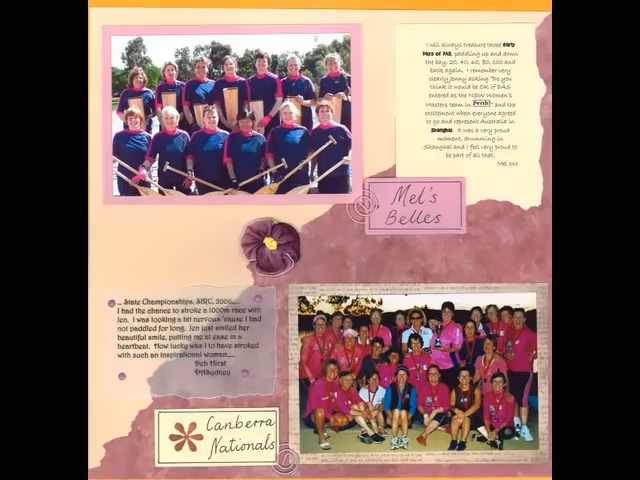 I will always treasure those early
days of AS, paddling up and down
the bay, 20, 40, 60, 80, 100 and
back again. I remember very
clearly Jenny asking "Do you
think it would be OK if DAS
entered as the NSW Women's
Masters team in Perth?" and the
excitement when everyone agreed
to go and represent Australia in
Shanghai. It was a very proud
moment, drumming in
Shanghai and I feel very proud to
be part of all that.
Mel xxx
Mel's
Belles
... State Championships, SIRC, 2006.....
I had the chance to stroke a 1000m race with
Jen. I was looking a bit nervous 'cause I had
not paddled for long. Jen just smiled her
beautiful smile, putting me at ease in a
heartbeat. How lucky was I to have stroked
with such an inspirational woman.....
Deb Hirst
DASydney
Canberra
Nationals